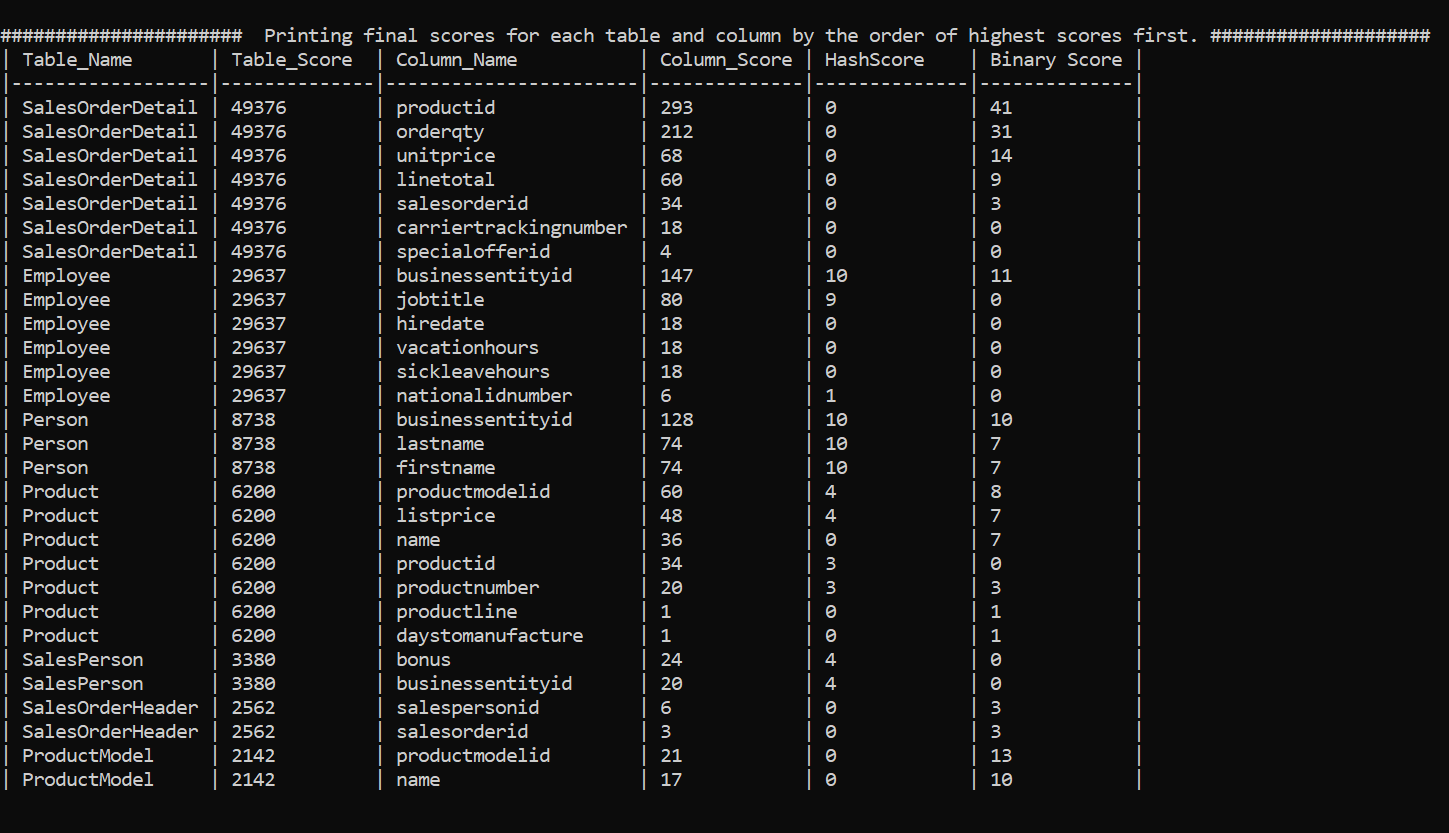 ######################  Printing final scores for each table and column by the order of highest scores first. ####################
| Table_Name       | Table_Score  | Column_Name           | Column_Score | HashScore    | Binary Score |
|------------------|--------------|-----------------------|--------------|--------------|--------------|
| SalesOrderDetail | 49376        | productid             | 293          | 0            | 41           |
| SalesOrderDetail | 49376        | orderqty              | 212          | 0            | 31           |
| SalesOrderDetail | 49376        | unitprice             | 68           | 0            | 14           |
| SalesOrderDetail | 49376        | linetotal             | 60           | 0            | 9            |
| SalesOrderDetail | 49376        | salesorderid          | 34           | 0            | 3            |
| SalesOrderDetail | 49376        | carriertrackingnumber | 18           | 0            | 0            |
| SalesOrderDetail | 49376        | specialofferid        | 4            | 0            | 0            |
| Employee         | 29637        | businessentityid      | 147          | 10           | 11           |
| Employee         | 29637        | jobtitle              | 80           | 9            | 0            |
| Employee         | 29637        | hiredate              | 18           | 0            | 0            |
| Employee         | 29637        | vacationhours         | 18           | 0            | 0            |
| Employee         | 29637        | sickleavehours        | 18           | 0            | 0            |
| Employee         | 29637        | nationalidnumber      | 6            | 1            | 0            |
| Person           | 8738         | businessentityid      | 128          | 10           | 10           |
| Person           | 8738         | lastname              | 74           | 10           | 7            |
| Person           | 8738         | firstname             | 74           | 10           | 7            |
| Product          | 6200         | productmodelid        | 60           | 4            | 8            |
| Product          | 6200         | listprice             | 48           | 4            | 7            |
| Product          | 6200         | name                  | 36           | 0            | 7            |
| Product          | 6200         | productid             | 34           | 3            | 0            |
| Product          | 6200         | productnumber         | 20           | 3            | 3            |
| Product          | 6200         | productline           | 1            | 0            | 1            |
| Product          | 6200         | daystomanufacture     | 1            | 0            | 1            |
| SalesPerson      | 3380         | bonus                 | 24           | 4            | 0            |
| SalesPerson      | 3380         | businessentityid      | 20           | 4            | 0            |
| SalesOrderHeader | 2562         | salespersonid         | 6            | 0            | 3            |
| SalesOrderHeader | 2562         | salesorderid          | 3            | 0            | 3            |
| ProductModel     | 2142         | productmodelid        | 21           | 0            | 13           |
| ProductModel     | 2142         | name                  | 17           | 0            | 10           |